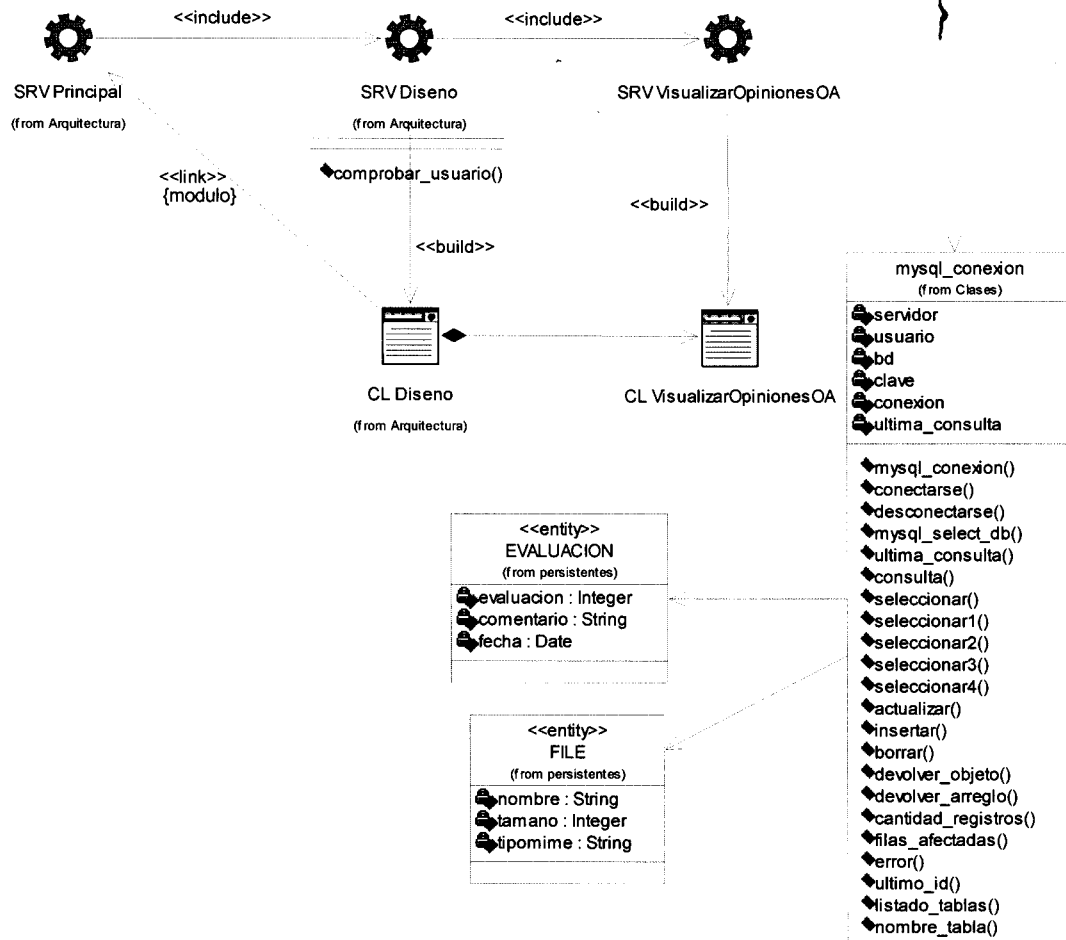 <<include>>
<<include>>
SRV Principal
(from Arquitectura)
SRV Diseno
(from Arquitectura)
SRV VisualizarOpinionesOA
comprobar_usuario()
<<link>>
{modulo}
<<build>>
<<build>>
CL Diseno
(from Arquitectura)
CL VisualizarOpinionesOA
mysql_conexion
(from Clases)
servidor
usuario
bd
clave
conexion
ultima_consulta
mysql_conexion()
conectarse()
desconectarse()
mysql_select_db()
ultima_consulta()
consulta()
seleccionar()
seleccionar1()
seleccionar2()
seleccionar3()
seleccionar4()
actualizar()
insertar()
borrar()
devolver_objeto()
devolver_arreglo()
cantidad_registros()
filas_afectadas()
error()
ultimo_id()
listado_tablas()
nombre_tabla()
<<entity>>
EVALUACION
(from persistentes)
evaluacion : Integer
comentario : String
fecha : Date
<<entity>>
FILE
(from persistentes)
nombre : String
tamano : Integer
tipomime : String